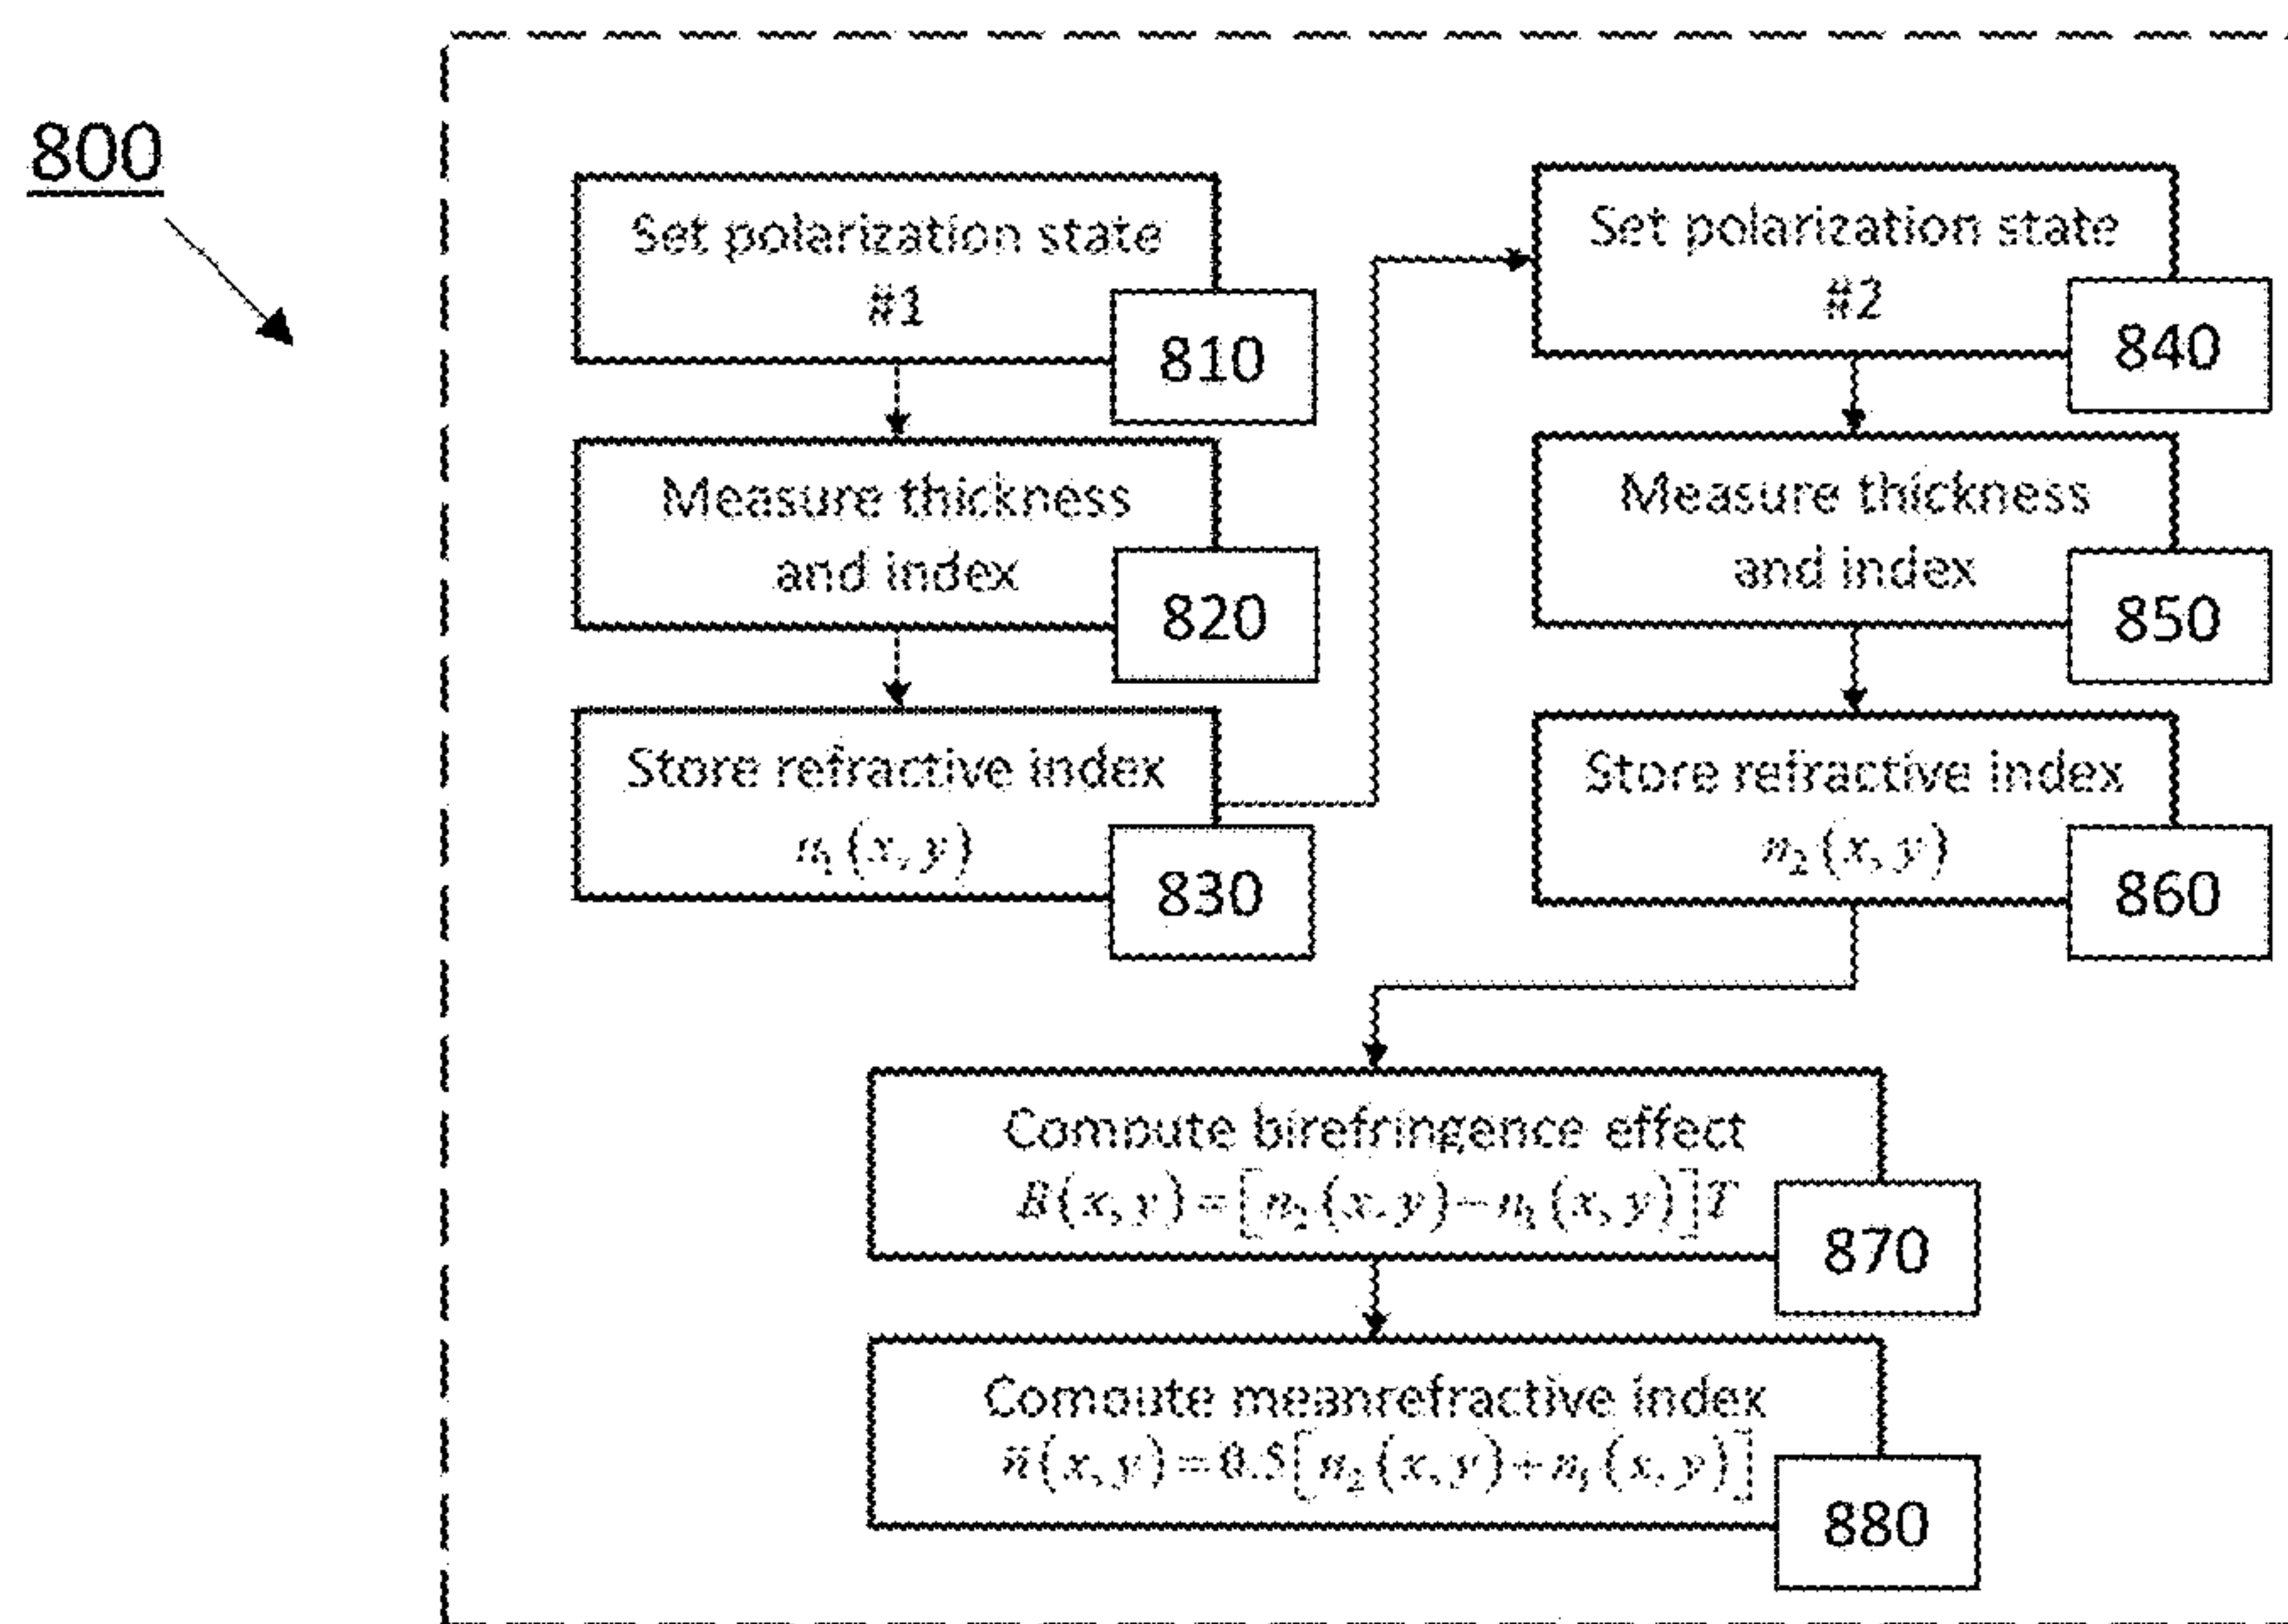 800
Set polarization state
#1
810
Measure thickness
and index
820
Store refractive index
n₁(x, y)
830
Set polarization state
#2
840
Measure thickness
and index
850
Store refractive index
n₂(x, y)
860
Compute birefringence effect
B(x, y) = [n₂(x, y) − n₁(x, y)]T
870
Compute meanrefractive index
n̄(x, y) = 0.5[n₂(x, y) + n₁(x, y)]
880